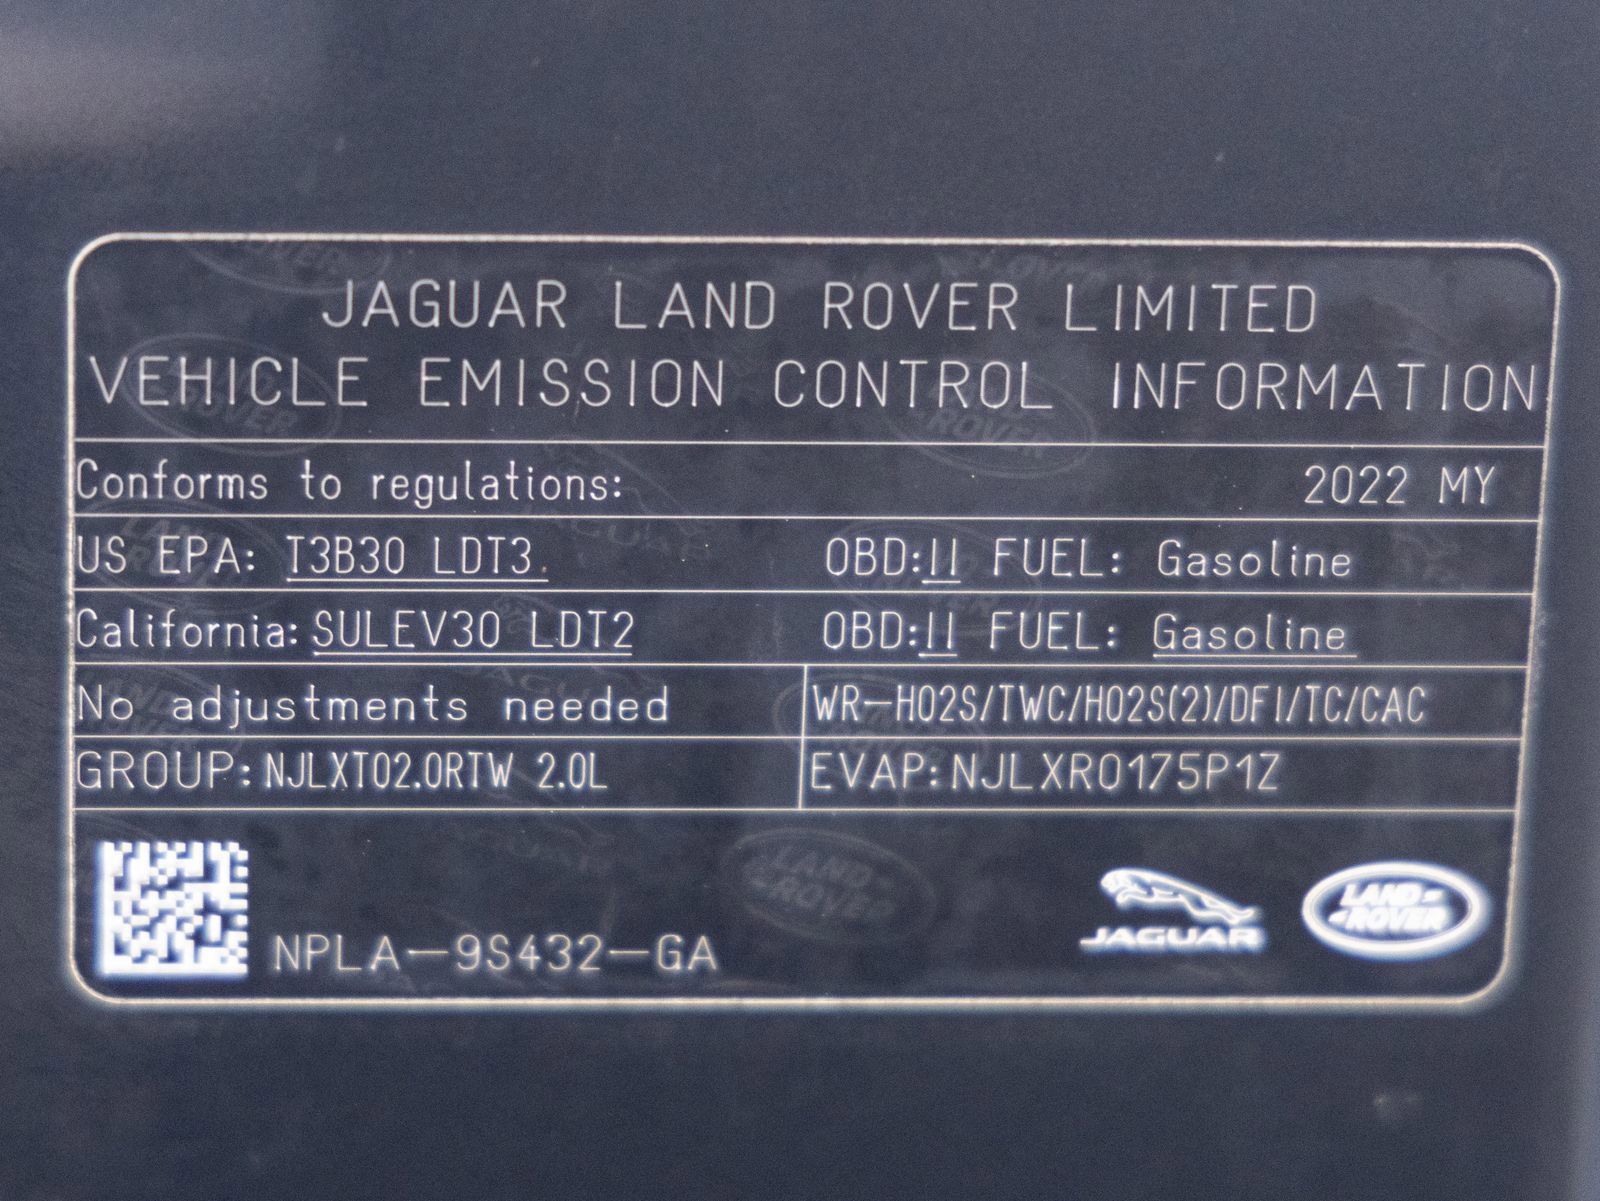 JAGUAR LAND ROVER LIMITED
VEHICLE EMISSION CONTROL INFORMATION
Conforms to regulations: 2022 MY
US EPA: T3B30 LDT3 OBD:II FUEL: Gasoline
California: SULEV30 LDT2 OBD:II FUEL: Gasoline
No adjustments needed WR-HO2S/TWC/HO2S(2)/DFI/TC/CAC
GROUP: NJLXT02.0RTW 2.0L EVAP: NJLXR0175P1Z
NPLA-9S432-GA
JAGUAR
LAND
ROVER